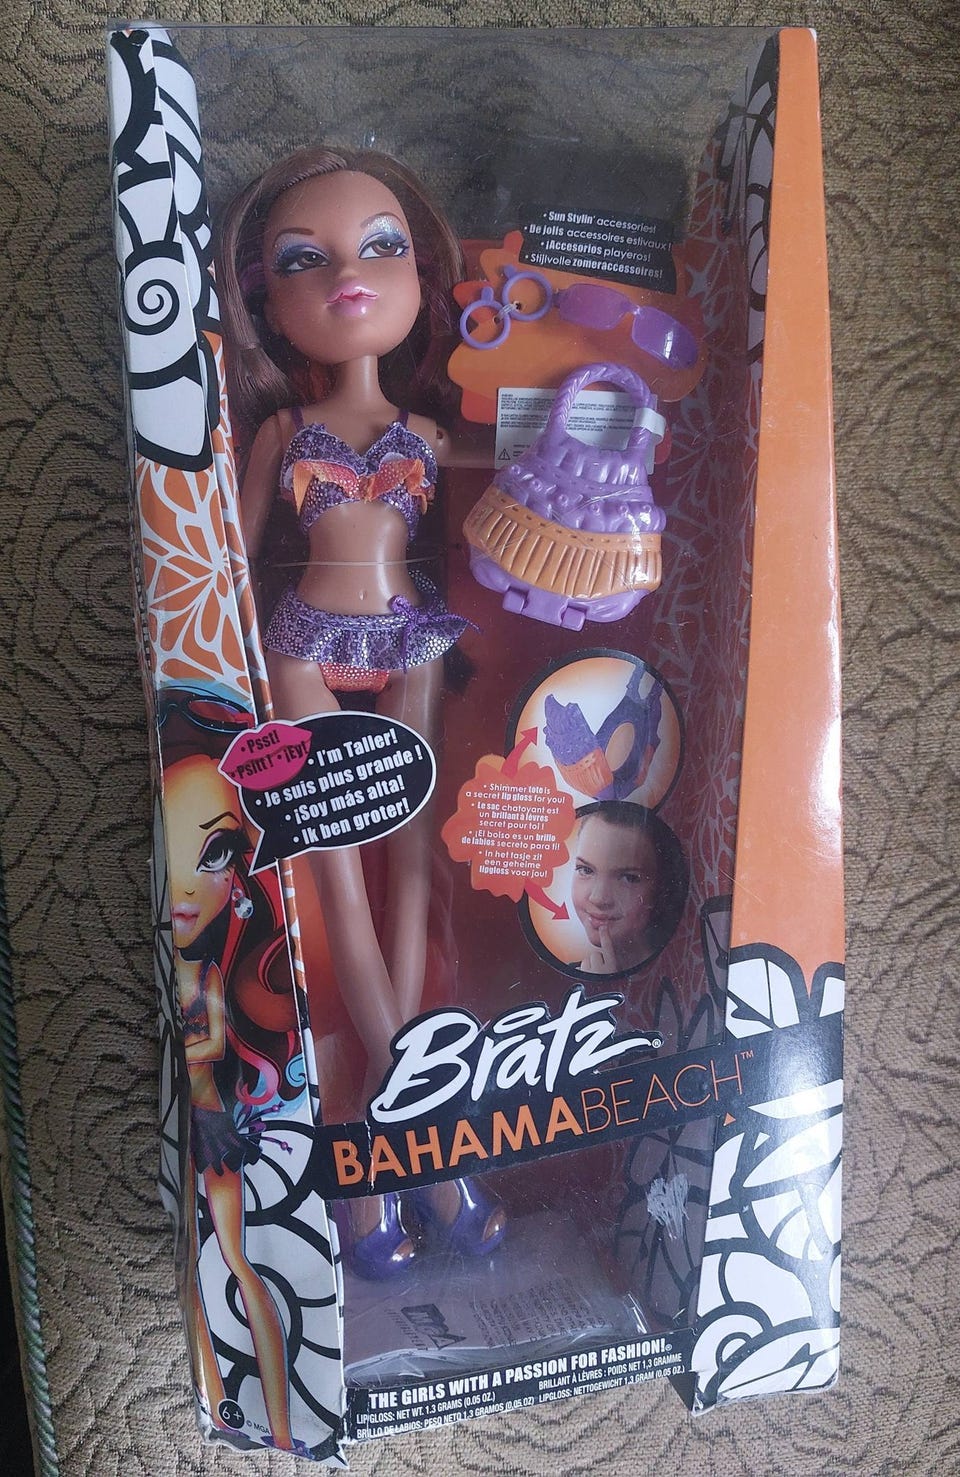 • Sun Stylin' accessories!
• De jolis accessoires estivaux !
• ¡Accesorios playeros!
• Stijlvolle zomeraccessoires!
• Psst!
• Psitt ! • ¡Ey!
• I'm Taller!
• Je suis plus grande !
• ¡Soy más alta!
• Ik ben groter!
• Shimmer tote is
a secret lip gloss for you!
• Le sac chatoyant est
un brillant à lèvres
secret pour toi !
• ¡El bolso es un brillo
de labios secreto para ti!
• In het tasje zit
een geheime
lipgloss voor jou!
Bratz®
BAHAMABEACH™
MGA
THE GIRLS WITH A PASSION FOR FASHION!®
LIPGLOSS: NET WT. 1.3 GRAMS (0.05 OZ.) BRILLANT À LÈVRES : POIDS NET 1,3 GRAMME
BRILLO DE LABIOS: PESO NETO 1,3 GRAMOS (0,05 OZ) LIPGLOSS: NETTOGEWICHT 1,3 GRAM (0.05 OZ.)
6+ © MGA